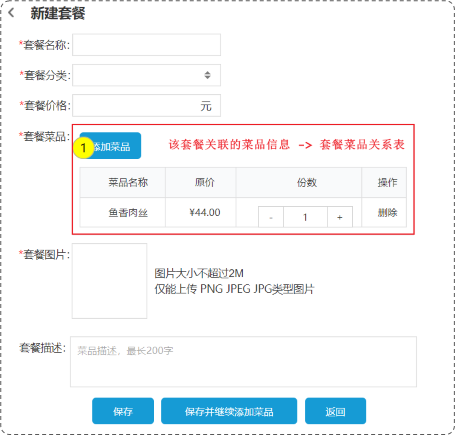 新建套餐
*套餐名称:
*套餐分类:
*套餐价格: 元
*套餐菜品:
1 添加菜品 该套餐关联的菜品信息 -> 套餐菜品关系表
菜品名称 原价 份数 操作
鱼香肉丝 ¥44.00 - 1 + 删除
*套餐图片:
图片大小不超过2M
仅能上传 PNG JPEG JPG类型图片
套餐描述: 菜品描述，最长200字
保存 保存并继续添加菜品 返回